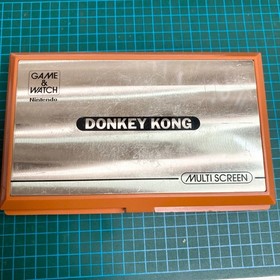 GAME
&
WATCH
Nintendo
DONKEY KONG
MULTI SCREEN